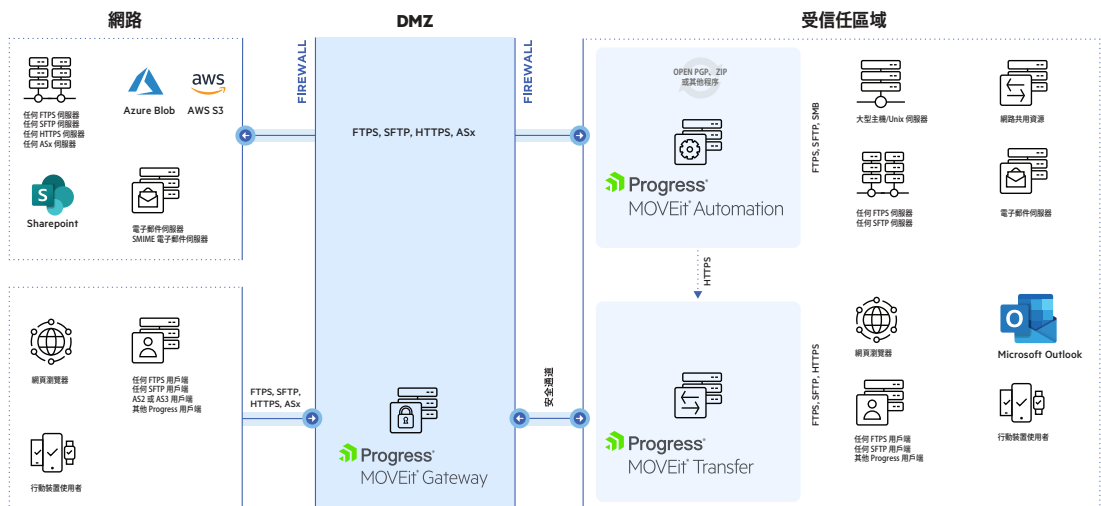 網路
DMZ
受信任區域
FIREWALL
FIREWALL
任何 FTPS 伺服器
任何 SFTP 伺服器
任何 HTTPS 伺服器
任何 ASx 伺服器
Azure Blob
aws
AWS S3
S
Sharepoint
電子郵件伺服器
SMIME 電子郵件伺服器
FTPS, SFTP, HTTPS, ASx
OPEN PGP、ZIP
或其他程序
Progress®
MOVEit® Automation
FTPS, SFTP, SMB
大型主機/Unix 伺服器
網路共用資源
任何 FTPS 伺服器
任何 SFTP 伺服器
電子郵件伺服器
HTTPS
網頁瀏覽器
任何 FTPS 用戶端
任何 SFTP 用戶端
AS2 或 AS3 用戶端
其他 Progress 用戶端
行動裝置使用者
FTPS, SFTP,
HTTPS, ASx
Progress®
MOVEit® Gateway
安全通道
Progress®
MOVEit® Transfer
FTPS, SFTP, HTTPS
網頁瀏覽器
O
Microsoft Outlook
任何 FTPS 用戶端
任何 SFTP 用戶端
其他 Progress 用戶端
行動裝置使用者